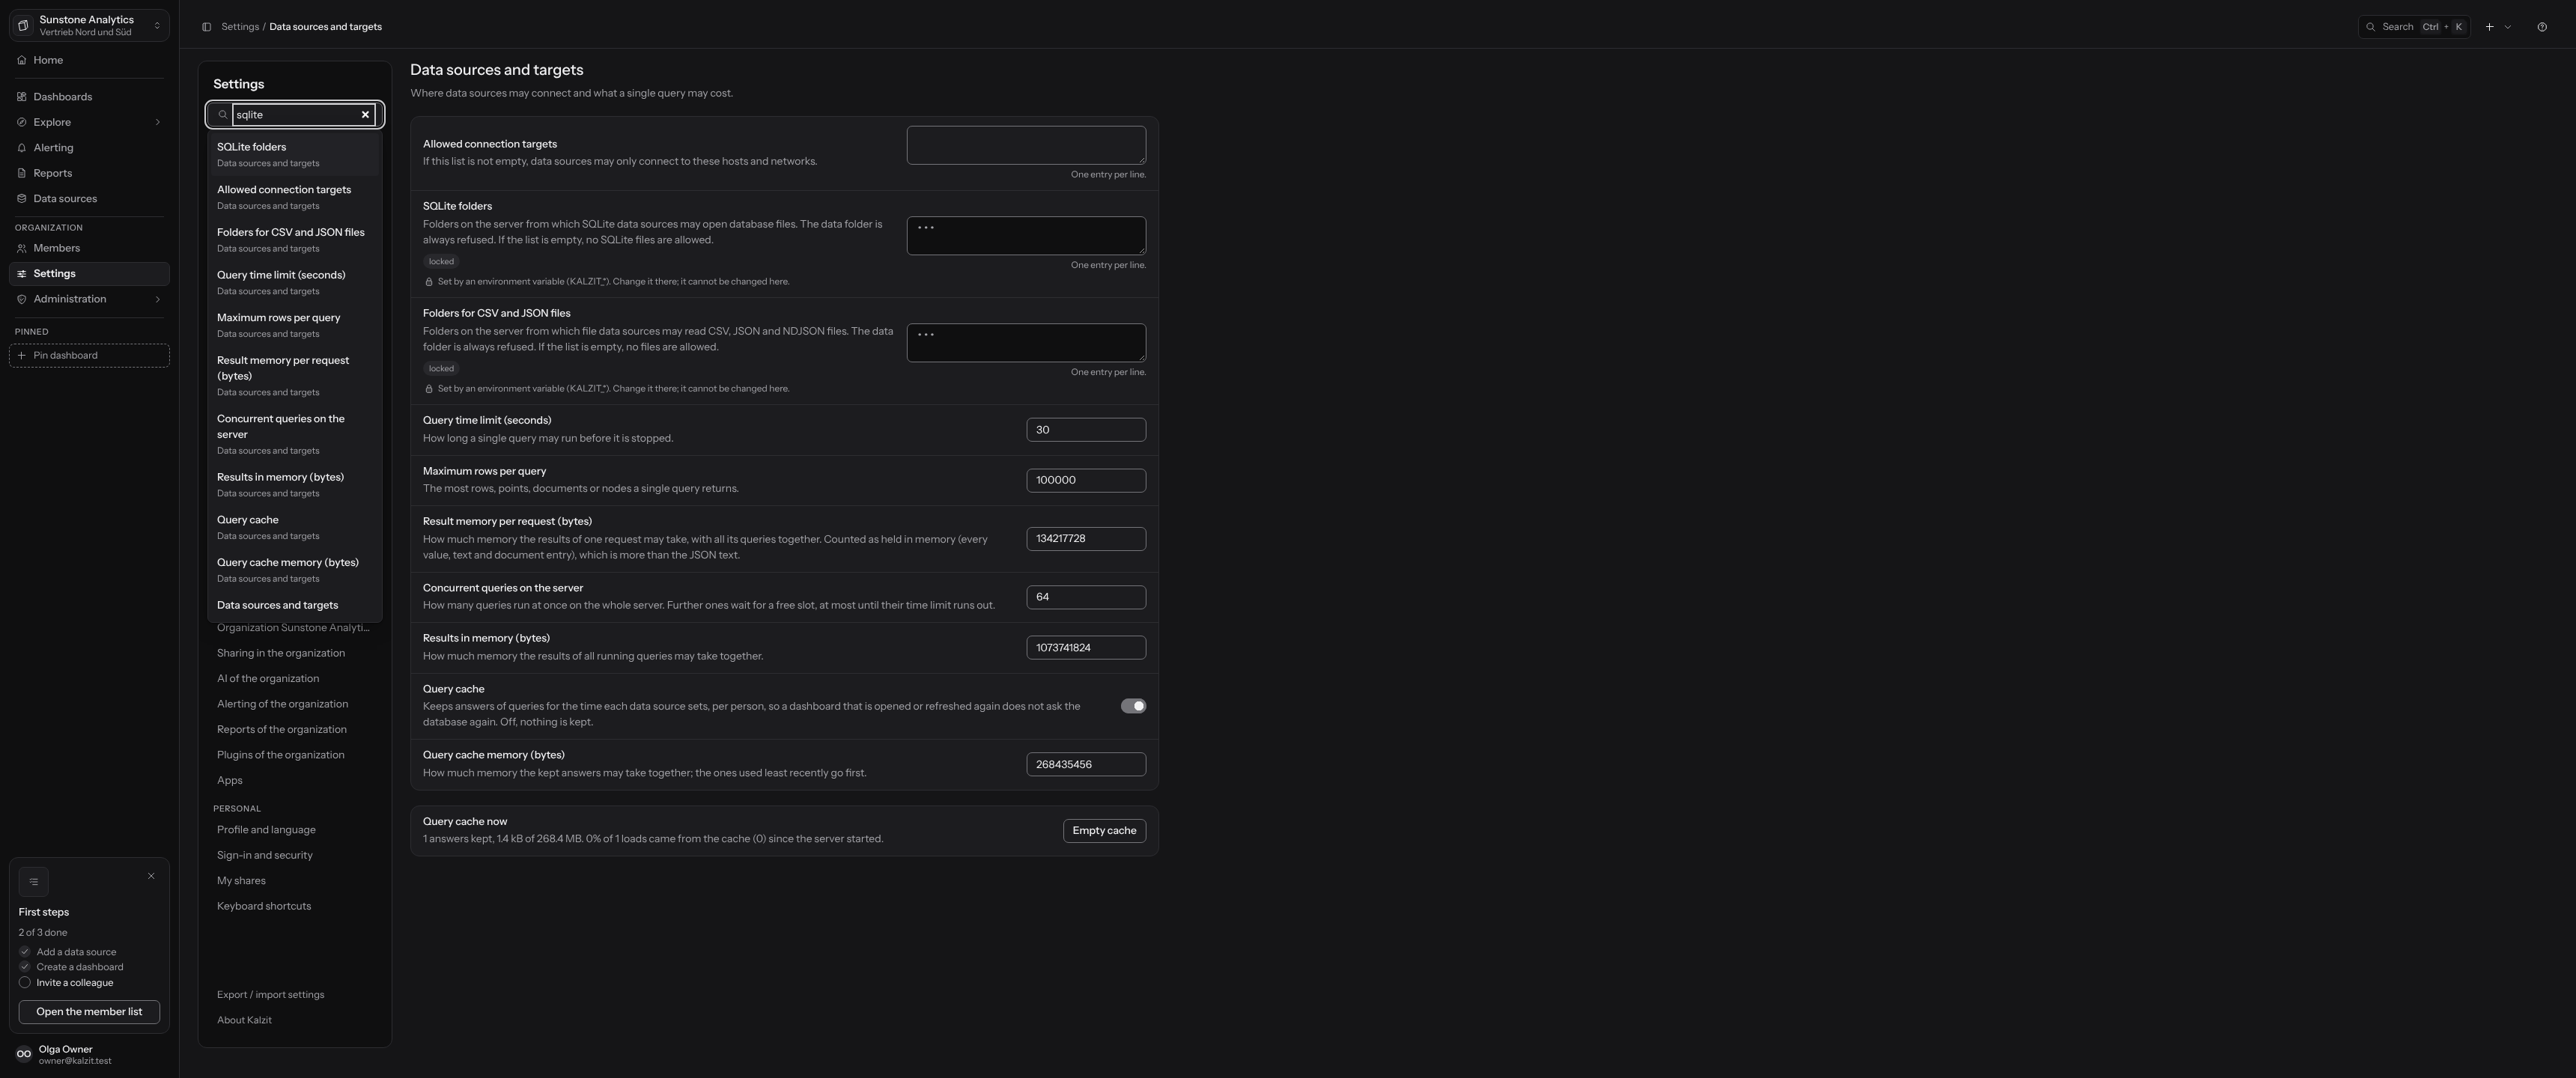 Sunstone Analytics
Vertrieb Nord und Süd
Home
Dashboards
Explore
Alerting
Reports
Data sources
ORGANIZATION
Members
Settings
Administration
PINNED
Pin dashboard
First steps
2 of 3 done
Add a data source
Create a dashboard
Invite a colleague
Open the member list
OO
Olga Owner
owner@kalzit.test
Settings / Data sources and targets
Search Ctrl + K
Settings
sqlite
SQLite folders
Data sources and targets
Allowed connection targets
Data sources and targets
Folders for CSV and JSON files
Data sources and targets
Query time limit (seconds)
Data sources and targets
Maximum rows per query
Data sources and targets
Result memory per request
(bytes)
Data sources and targets
Concurrent queries on the
server
Data sources and targets
Results in memory (bytes)
Data sources and targets
Query cache
Data sources and targets
Query cache memory (bytes)
Data sources and targets
Data sources and targets
Organization Sunstone Analyti...
Sharing in the organization
AI of the organization
Alerting of the organization
Reports of the organization
Plugins of the organization
Apps
PERSONAL
Profile and language
Sign-in and security
My shares
Keyboard shortcuts
Export / import settings
About Kalzit
Data sources and targets
Where data sources may connect and what a single query may cost.
Allowed connection targets
If this list is not empty, data sources may only connect to these hosts and networks.
One entry per line.
SQLite folders
Folders on the server from which SQLite data sources may open database files. The data folder is
always refused. If the list is empty, no SQLite files are allowed.
•••
locked
One entry per line.
Set by an environment variable (KALZIT_*). Change it there; it cannot be changed here.
Folders for CSV and JSON files
Folders on the server from which file data sources may read CSV, JSON and NDJSON files. The data
folder is always refused. If the list is empty, no files are allowed.
•••
locked
One entry per line.
Set by an environment variable (KALZIT_*). Change it there; it cannot be changed here.
Query time limit (seconds)
How long a single query may run before it is stopped.
30
Maximum rows per query
The most rows, points, documents or nodes a single query returns.
100000
Result memory per request (bytes)
How much memory the results of one request may take, with all its queries together. Counted as held in memory (every
value, text and document entry), which is more than the JSON text.
134217728
Concurrent queries on the server
How many queries run at once on the whole server. Further ones wait for a free slot, at most until their time limit runs out.
64
Results in memory (bytes)
How much memory the results of all running queries may take together.
1073741824
Query cache
Keeps answers of queries for the time each data source sets, per person, so a dashboard that is opened or refreshed again does not ask the
database again. Off, nothing is kept.
Query cache memory (bytes)
How much memory the kept answers may take together; the ones used least recently go first.
268435456
Query cache now
1 answers kept, 1.4 kB of 268.4 MB. 0% of 1 loads came from the cache (0) since the server started.
Empty cache